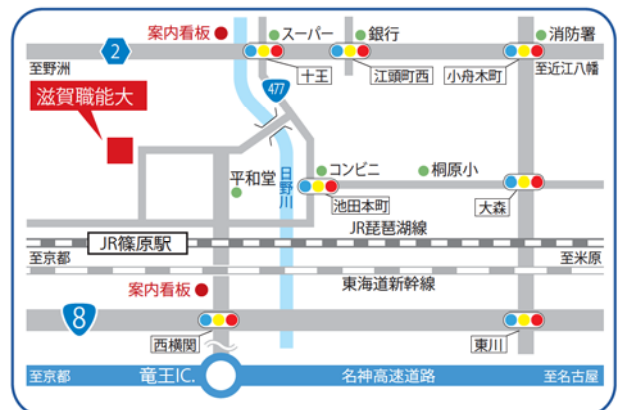 案内看板
スーパー
銀行
消防署
2
至野洲
十王
江頭町西
小舟木町
至近江八幡
滋賀職能大
477
平和堂
日野川
コンビニ
桐原小
池田本町
大森
JR琵琶湖線
JR篠原駅
至京都
至米原
東海道新幹線
案内看板
8
西横関
東川
至京都
竜王IC.
名神高速道路
至名古屋